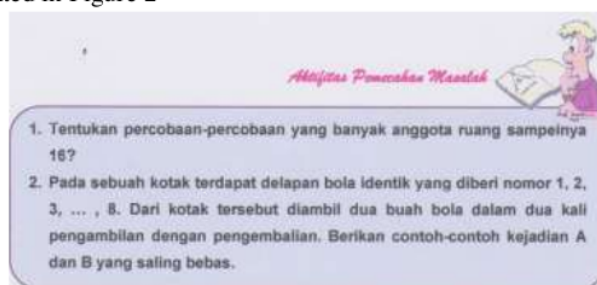 Figure 2
Aktifitas Pemecahan Masalah
1. Tentukan percobaan-percobaan yang banyak anggota ruang sampelnya
16?
2. Pada sebuah kotak terdapat delapan bola identik yang diberi nomor 1, 2,
3, ... , 8. Dari kotak tersebut diambil dua buah bola dalam dua kali
pengambilan dengan pengembalian. Berikan contoh-contoh kejadian A
dan B yang saling bebas.